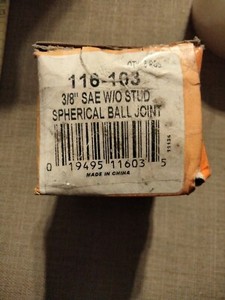 116-103
3/8" SAE W/O STUD
SPHERICAL BALL JOINT
0 19495 11603 5
MADE IN CHINA